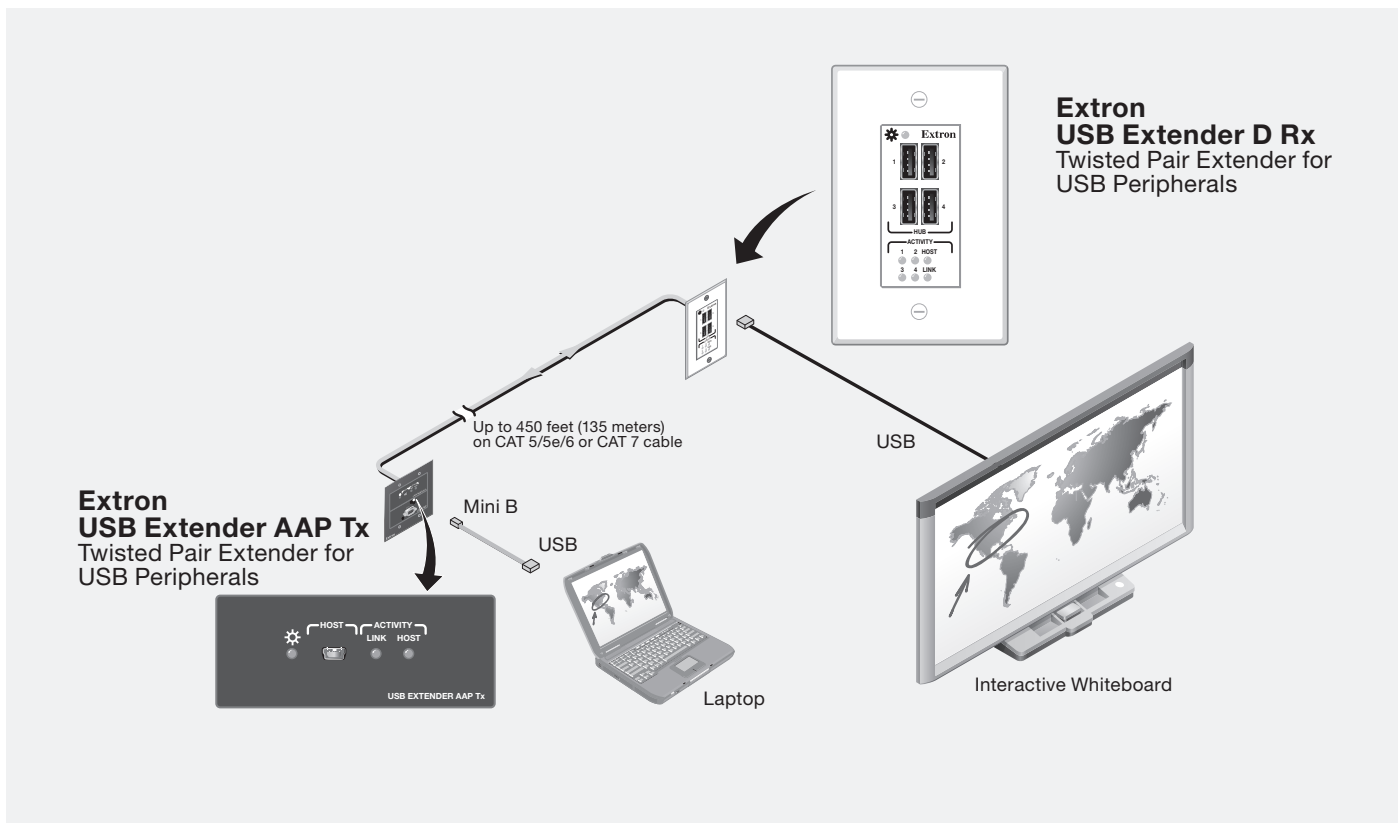 Extron
USB Extender D Rx
Twisted Pair Extender for
USB Peripherals
Extron
1
2
3
4
HUB
ACTIVITY
1 2 HOST
3 4 LINK
Up to 450 feet (135 meters)
on CAT 5/5e/6 or CAT 7 cable
USB
Extron
USB Extender AAP Tx
Twisted Pair Extender for
USB Peripherals
Mini B
USB
HOST
ACTIVITY
LINK HOST
USB EXTENDER AAP Tx
Laptop
Interactive Whiteboard